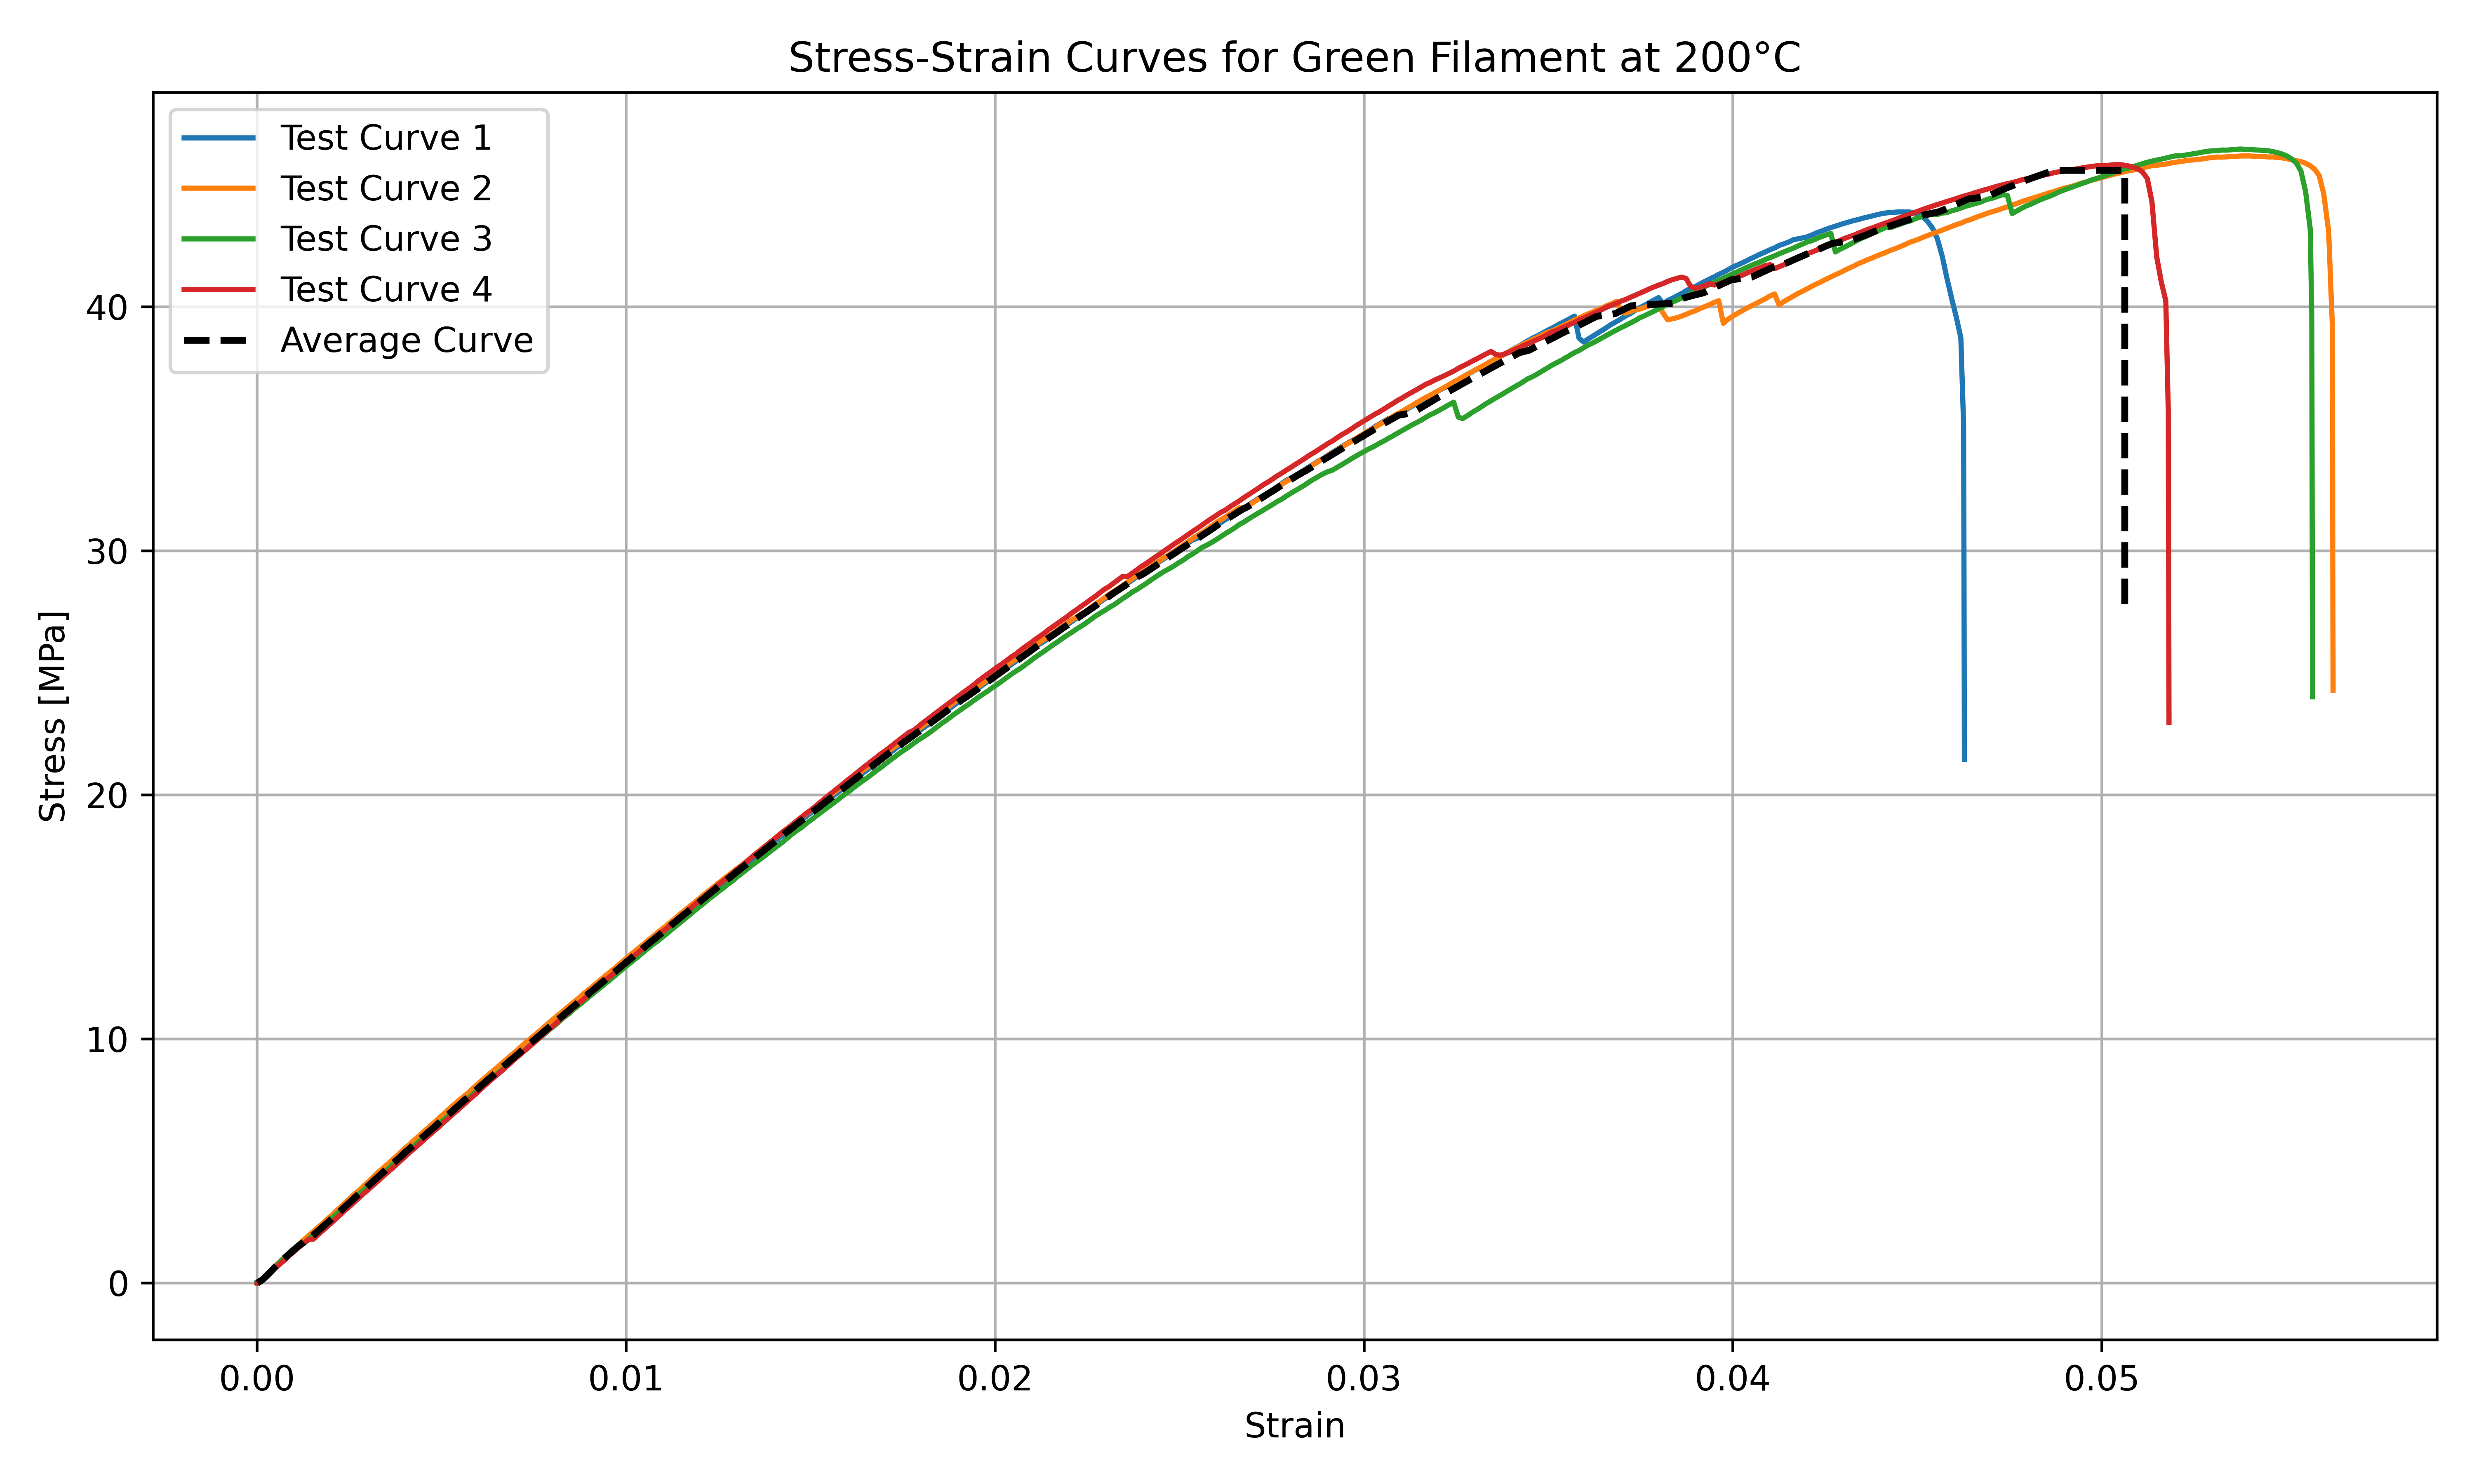 Stress-Strain Curves for Green Filament at 200°C
Test Curve 1
Test Curve 2
Test Curve 3
Test Curve 4
Average Curve
Stress [MPa]
40
30
20
10
0
0.00 0.01 0.02 0.03 0.04 0.05
Strain